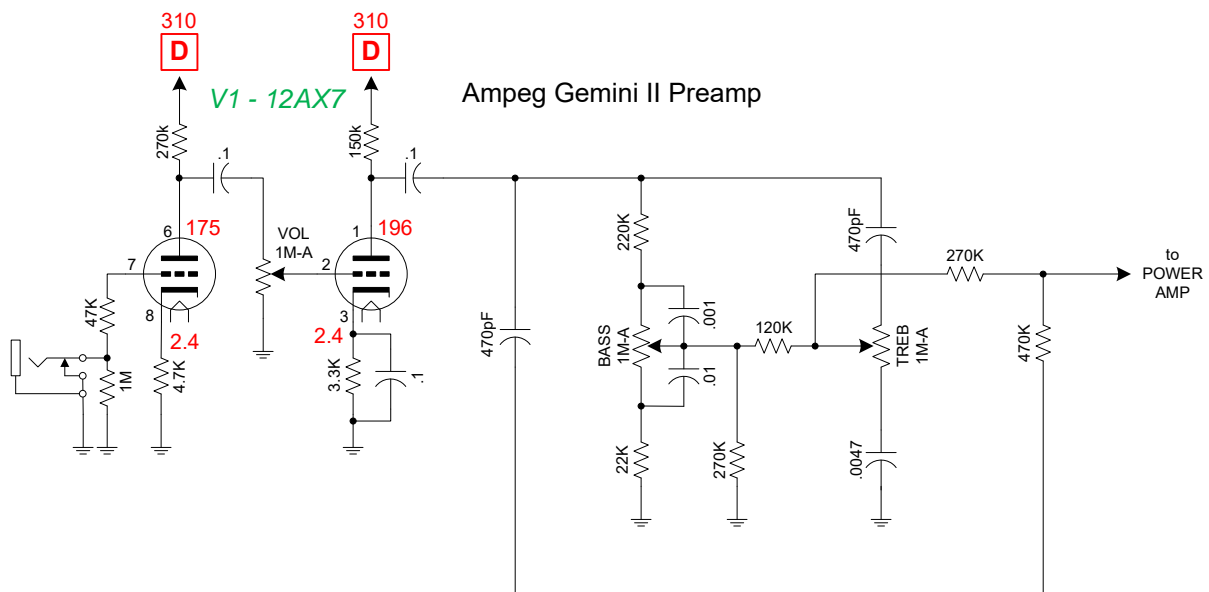 310
310
D
D
V1 - 12AX7
Ampeg Gemini II Preamp
270k
150k
.1
.1
6
175
1
196
VOL
1M-A
7
2
8
3
47K
2.4
2.4
1M
4.7K
3.3K
.1
470pF
220K
470pF
.001
BASS
1M-A
120K
.01
TREB
1M-A
270K
to
POWER
AMP
470K
22K
270K
.0047